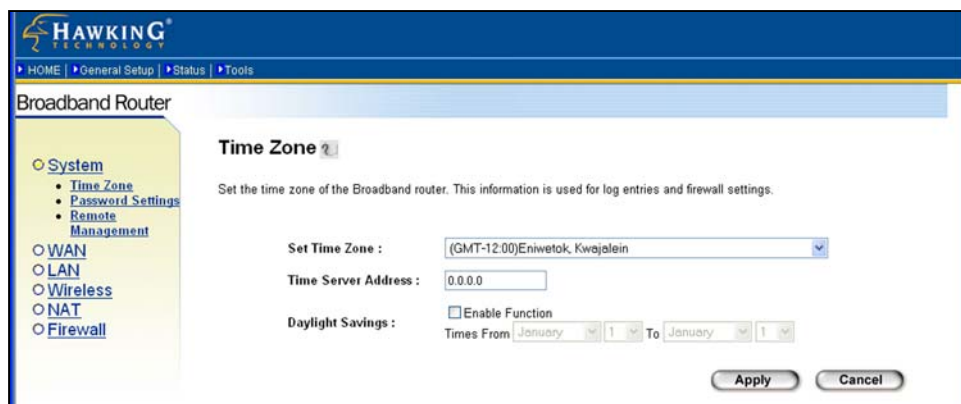 HAWKING®
TECHNOLOGY
HOME | General Setup | Status | Tools
Broadband Router
System
Time Zone
Password Settings
Remote
Management
WAN
LAN
Wireless
NAT
Firewall
Time Zone
Set the time zone of the Broadband router. This information is used for log entries and firewall settings.
Set Time Zone : (GMT-12:00)Eniwetok, Kwajalein
Time Server Address : 0.0.0.0
Daylight Savings : Enable Function
Times From January 1 To January 1
Apply Cancel